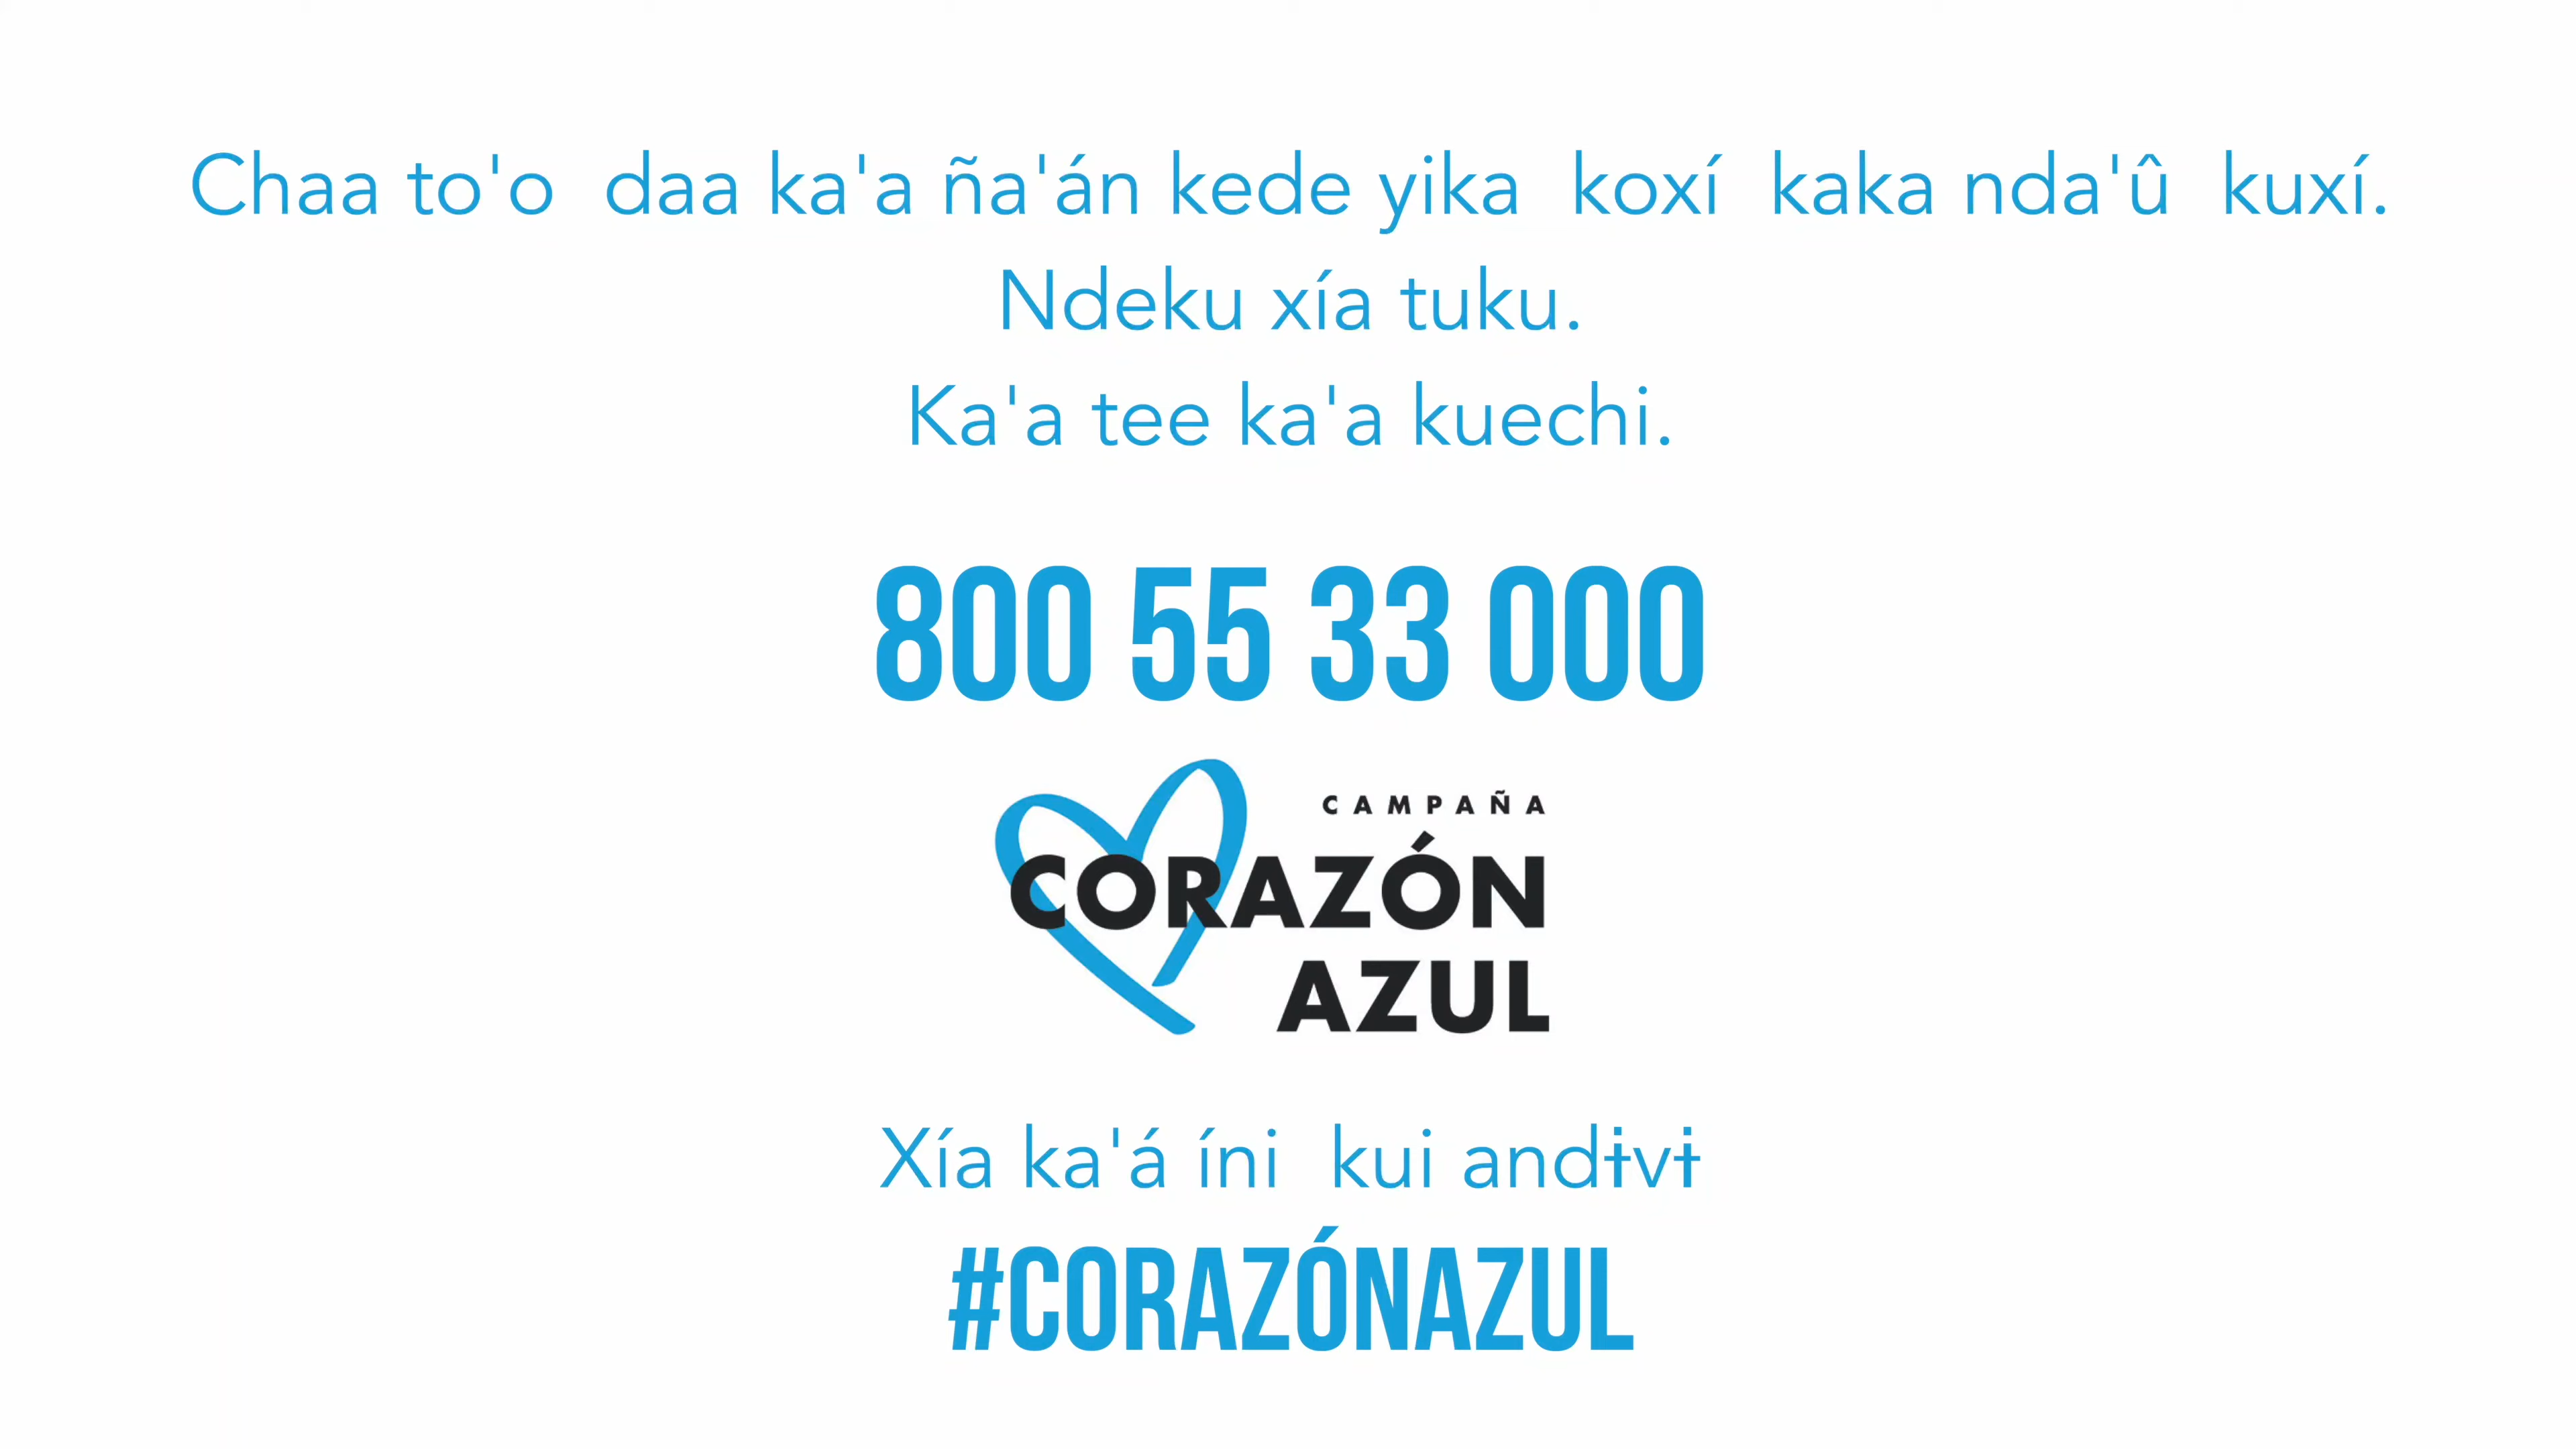 Chaa to'o daa ka'a ña'án kede yika koxí kaka nda'û kuxí.
Ndeku xía tuku.
Ka'a tee ka'a kuechi.
800 55 33 000
CAMPAÑA
CORAZÓN
AZUL
Xía ka'á íni kui andɨvɨ
#CORAZÓNAZUL